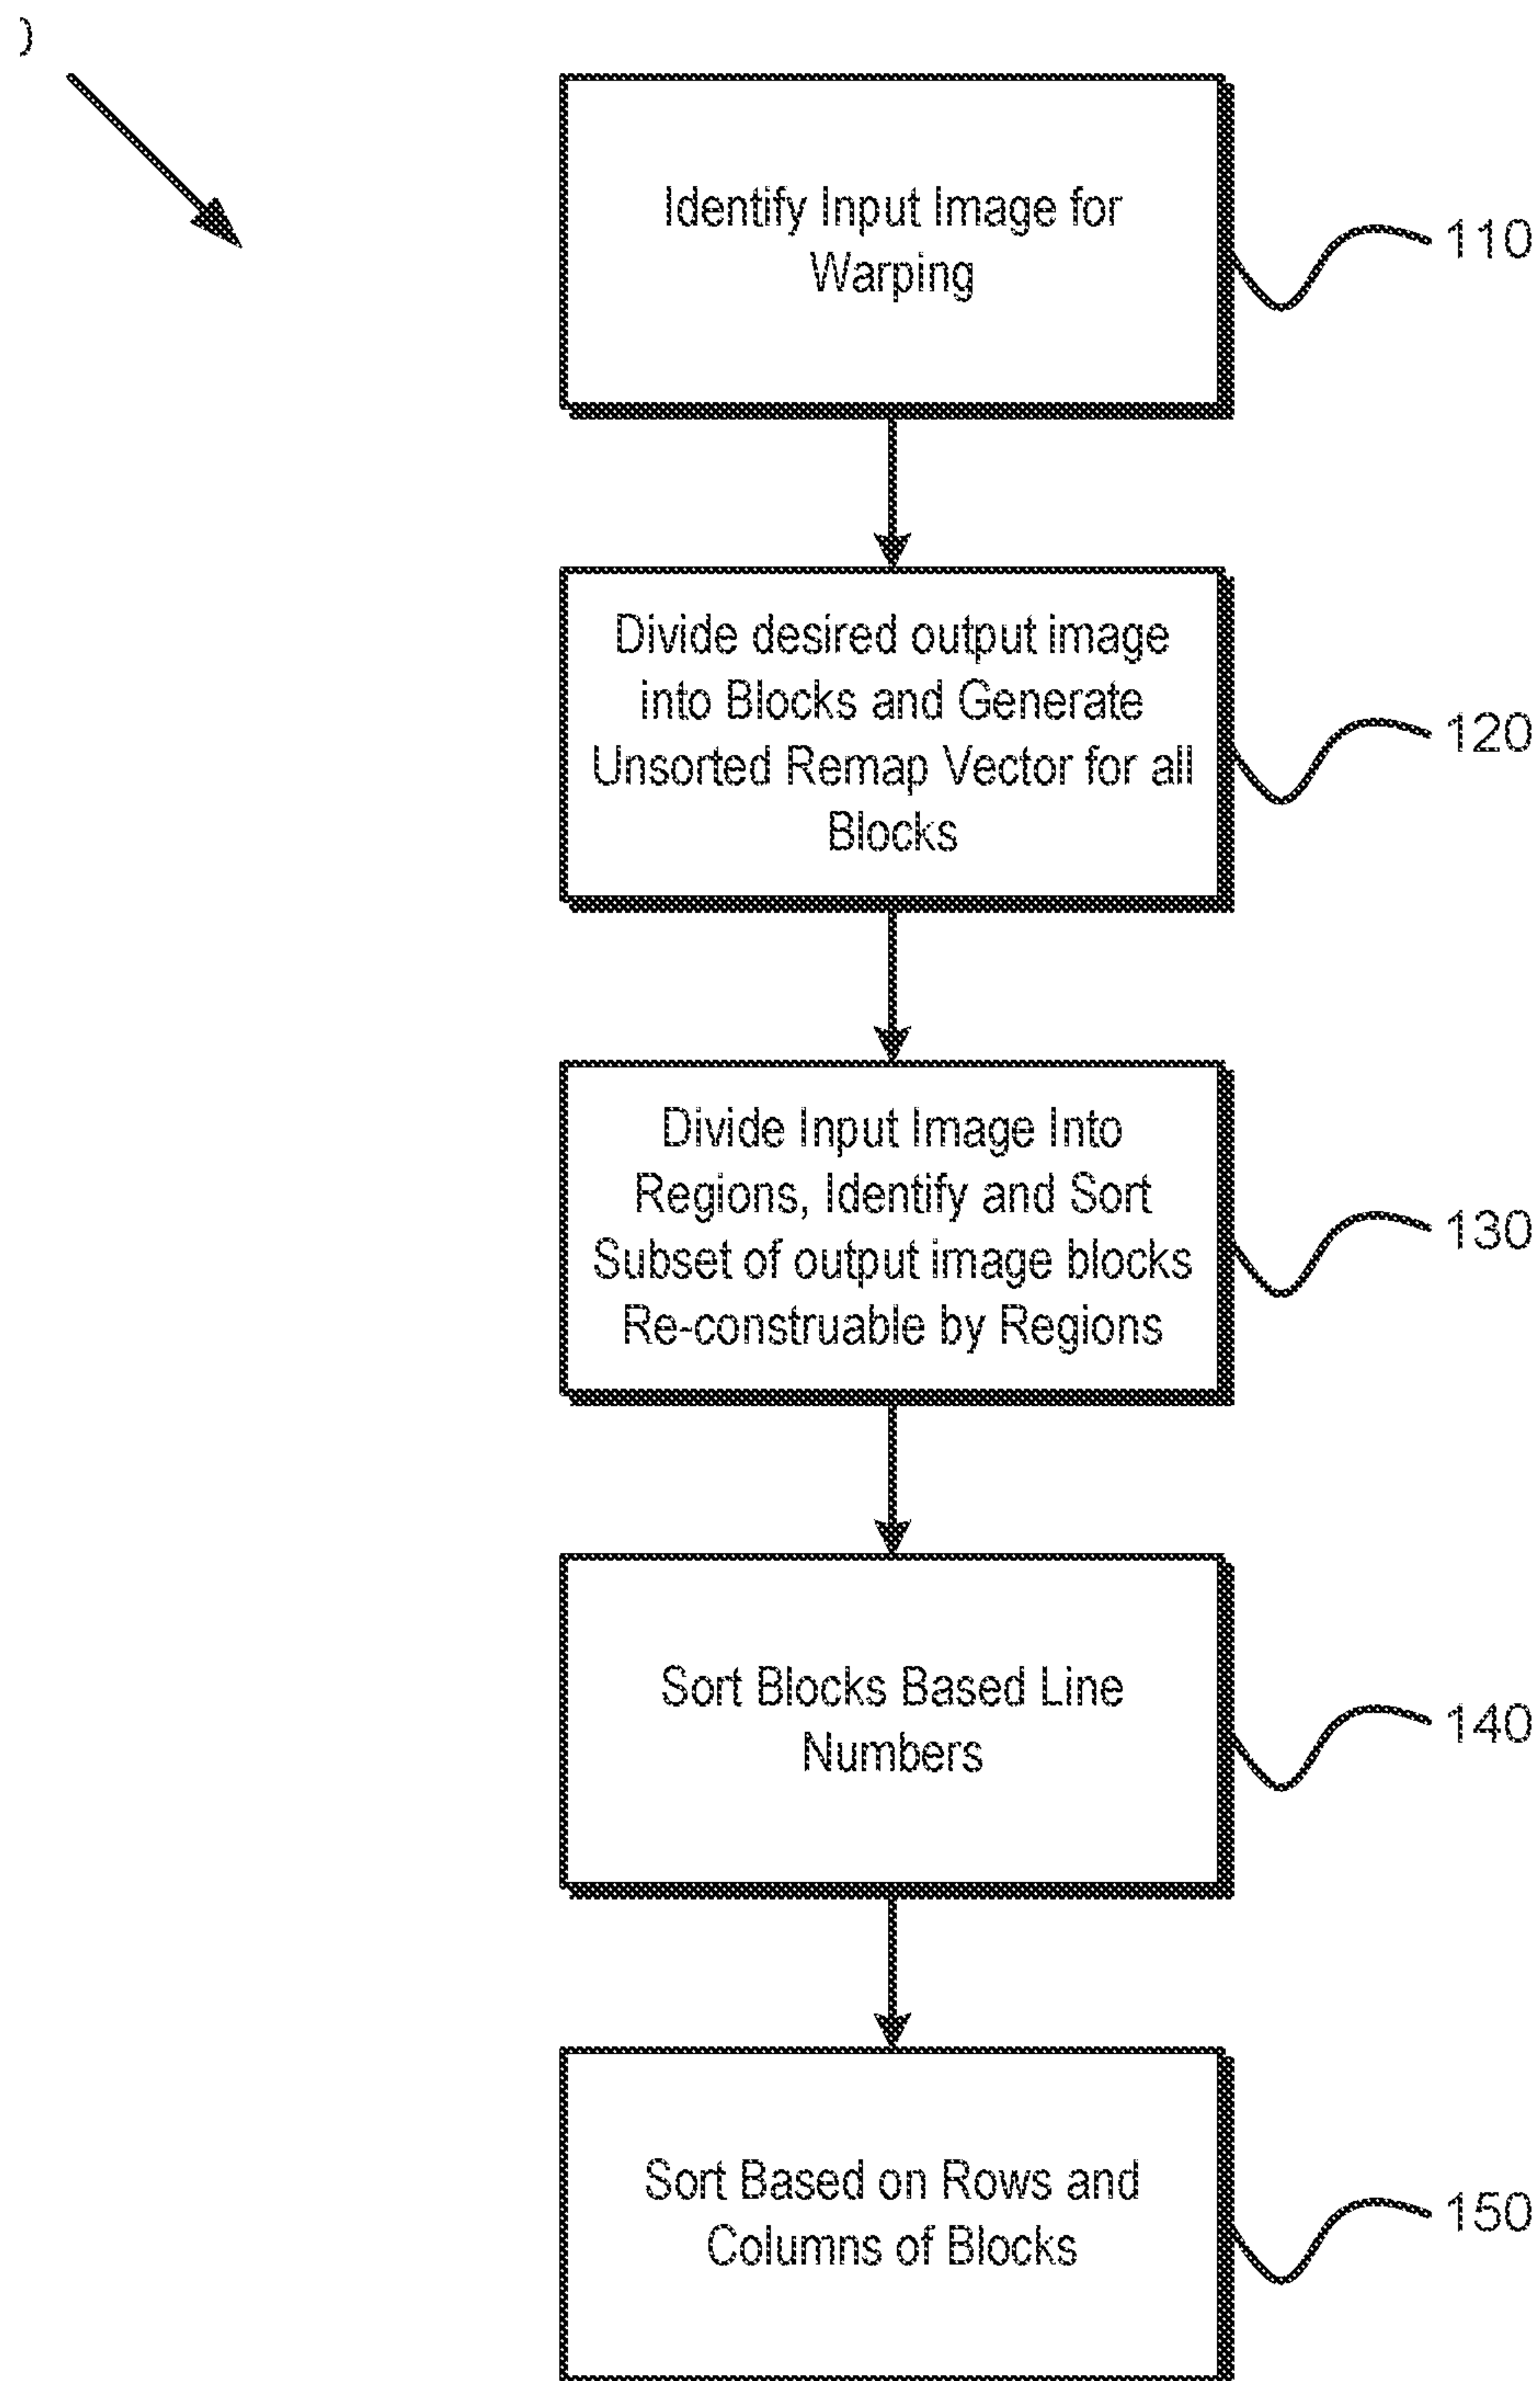 Identify Input Image for
Warping
110
Divide desired output image
into Blocks and Generate
Unsorted Remap Vector for all
Blocks
120
Divide Input Image Into
Regions, Identify and Sort
Subset of output image blocks
Re-construable by Regions
130
Sort Blocks Based Line
Numbers
140
Sort Based on Rows and
Columns of Blocks
150